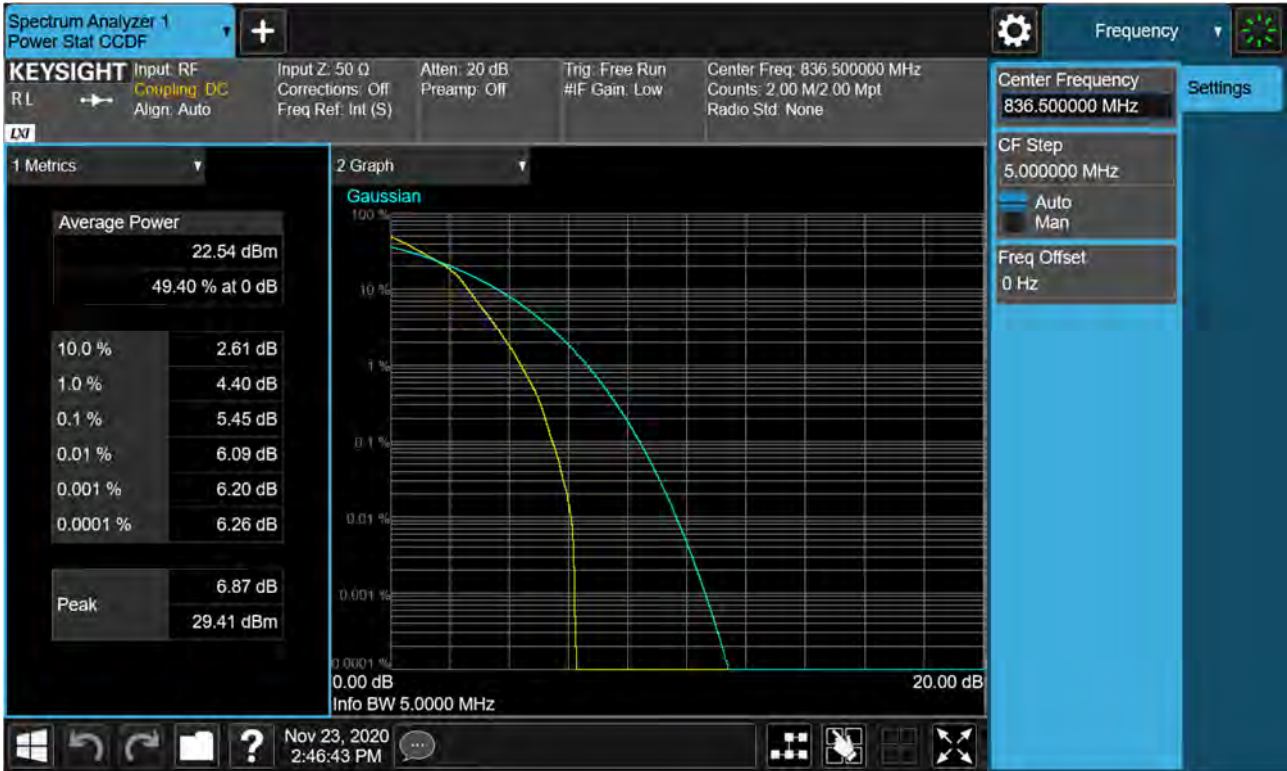 Spectrum Analyzer 1
Power Stat CCDF
Frequency
KEYSIGHT
RL
LXI
Input: RF
Coupling: DC
Align: Auto
Input Z: 50 Ω
Corrections: Off
Freq Ref: Int (S)
Atten: 20 dB
Preamp: Off
Trig: Free Run
#IF Gain: Low
Center Freq: 836.500000 MHz
Counts: 2.00 M/2.00 Mpt
Radio Std: None
1 Metrics
Average Power
22.54 dBm
49.40 % at 0 dB
10.0 % 2.61 dB
1.0 % 4.40 dB
0.1 % 5.45 dB
0.01 % 6.09 dB
0.001 % 6.20 dB
0.0001 % 6.26 dB
Peak
6.87 dB
29.41 dBm
2 Graph
Gaussian
100 %
10 %
1 %
0.1 %
0.01 %
0.001 %
0.0001 %
0.00 dB 20.00 dB
Info BW 5.0000 MHz
Center Frequency
836.500000 MHz
Settings
CF Step
5.000000 MHz
Auto
Man
Freq Offset
0 Hz
?
Nov 23, 2020
2:46:43 PM